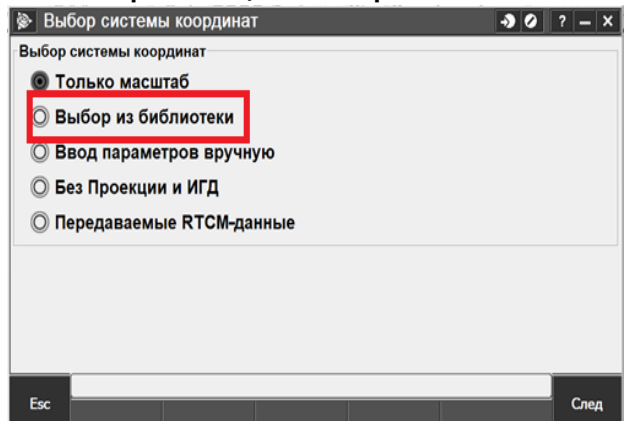 Выбор системы координат
? – x
Выбор системы координат
Только масштаб
Выбор из библиотеки
Ввод параметров вручную
Без Проекции и ИГД
Передаваемые RTCM-данные
Esc
След